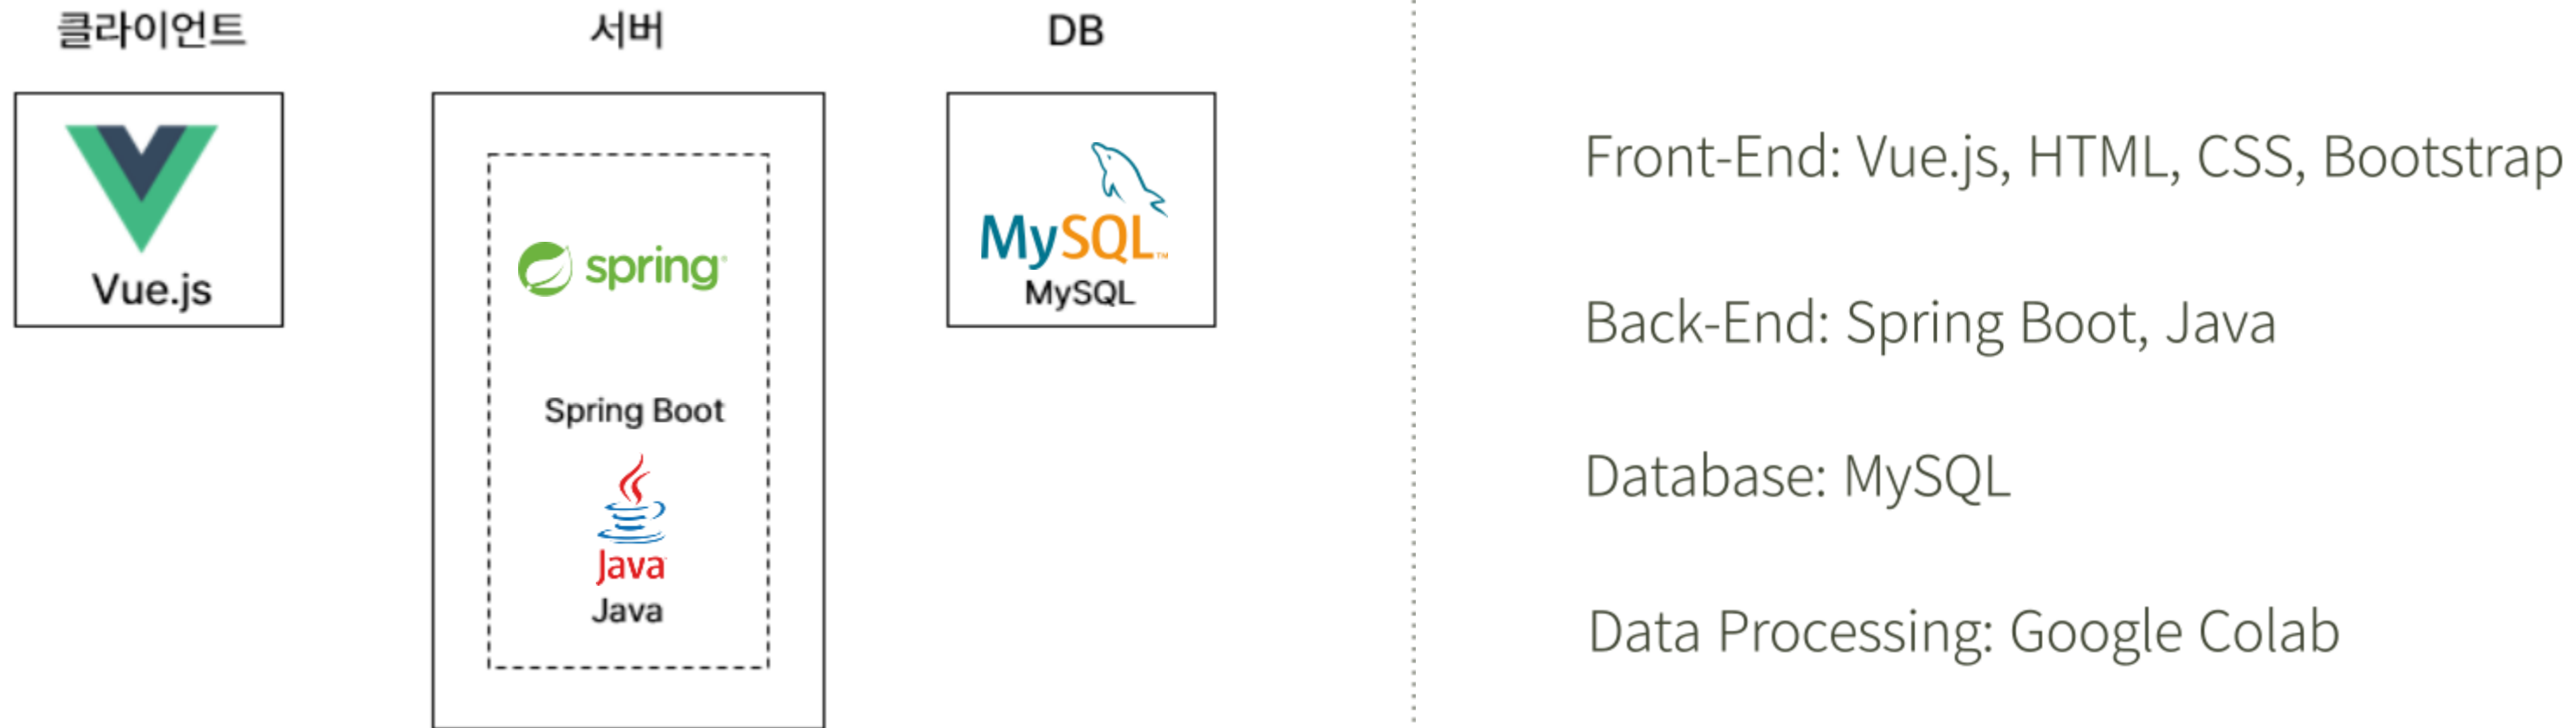 클라이언트
서버
DB
Vue.js
spring
Spring Boot
Java
Java
MySQL
MySQL
Front-End: Vue.js, HTML, CSS, Bootstrap
Back-End: Spring Boot, Java
Database: MySQL
Data Processing: Google Colab